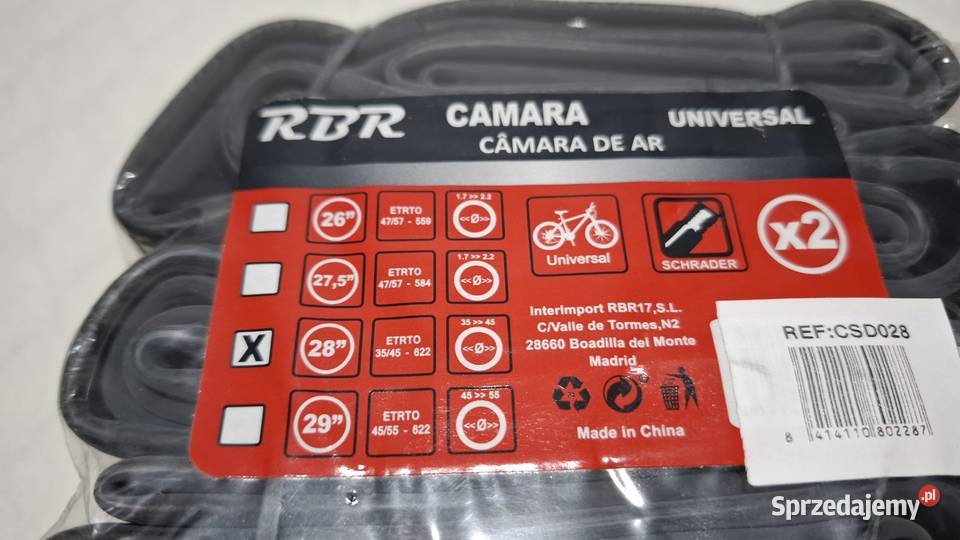 RBR CAMARA UNIVERSAL
CÂMARA DE AR
26” ETRTO 47/57 - 559 1.7 >> 2.2 <<Ø>>
27,5” ETRTO 47/57 - 584 1.7 >> 2.2 <<Ø>>
X 28” ETRTO 35/45 - 622 35 >> 45 <<Ø>>
29” ETRTO 45/55 - 622 45 >> 55 <<Ø>>
Universal
SCHRADER
x2
InterImport RBR17,S.L.
C/Valle de Tormes,N2
28660 Boadilla del Monte
Madrid
Made in China
REF:CSD028
8 414110 802287
Sprzedajemy.pl